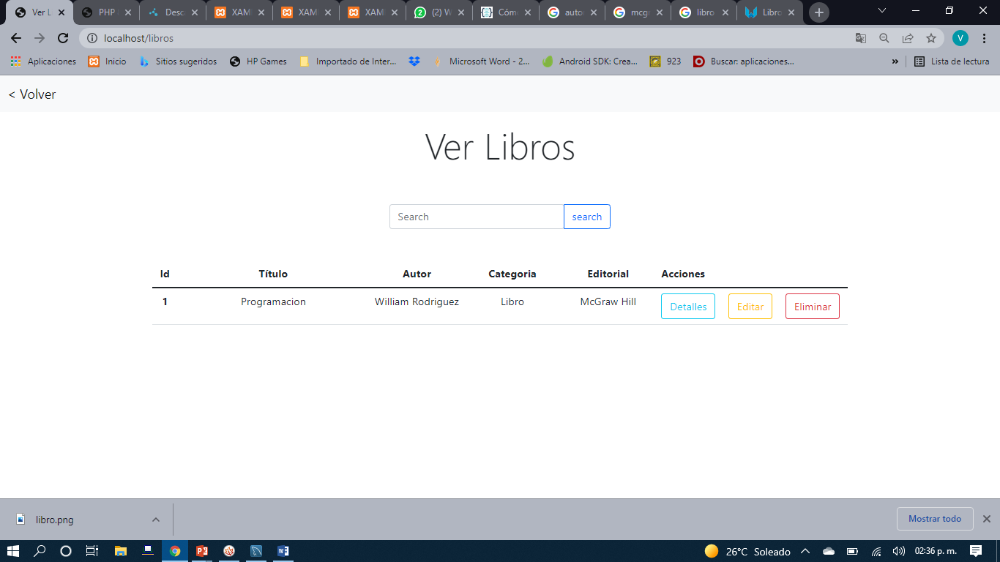 Ver L
PHP
Desc
XAM
XAM
XAM
(2) W
Cóm
auto
mcg
libro
Libro
localhost/libros
V
Aplicaciones
Inicio
Sitios sugeridos
HP Games
Importado de Inter...
Microsoft Word - 2...
Android SDK: Crea...
923
Buscar: aplicaciones...
»
Lista de lectura
< Volver
Ver Libros
Search search
Id Título Autor Categoria Editorial Acciones
1 Programacion William Rodriguez Libro McGraw Hill Detalles Editar Eliminar
libro.png
Mostrar todo
26°C Soleado
02:36 p. m.